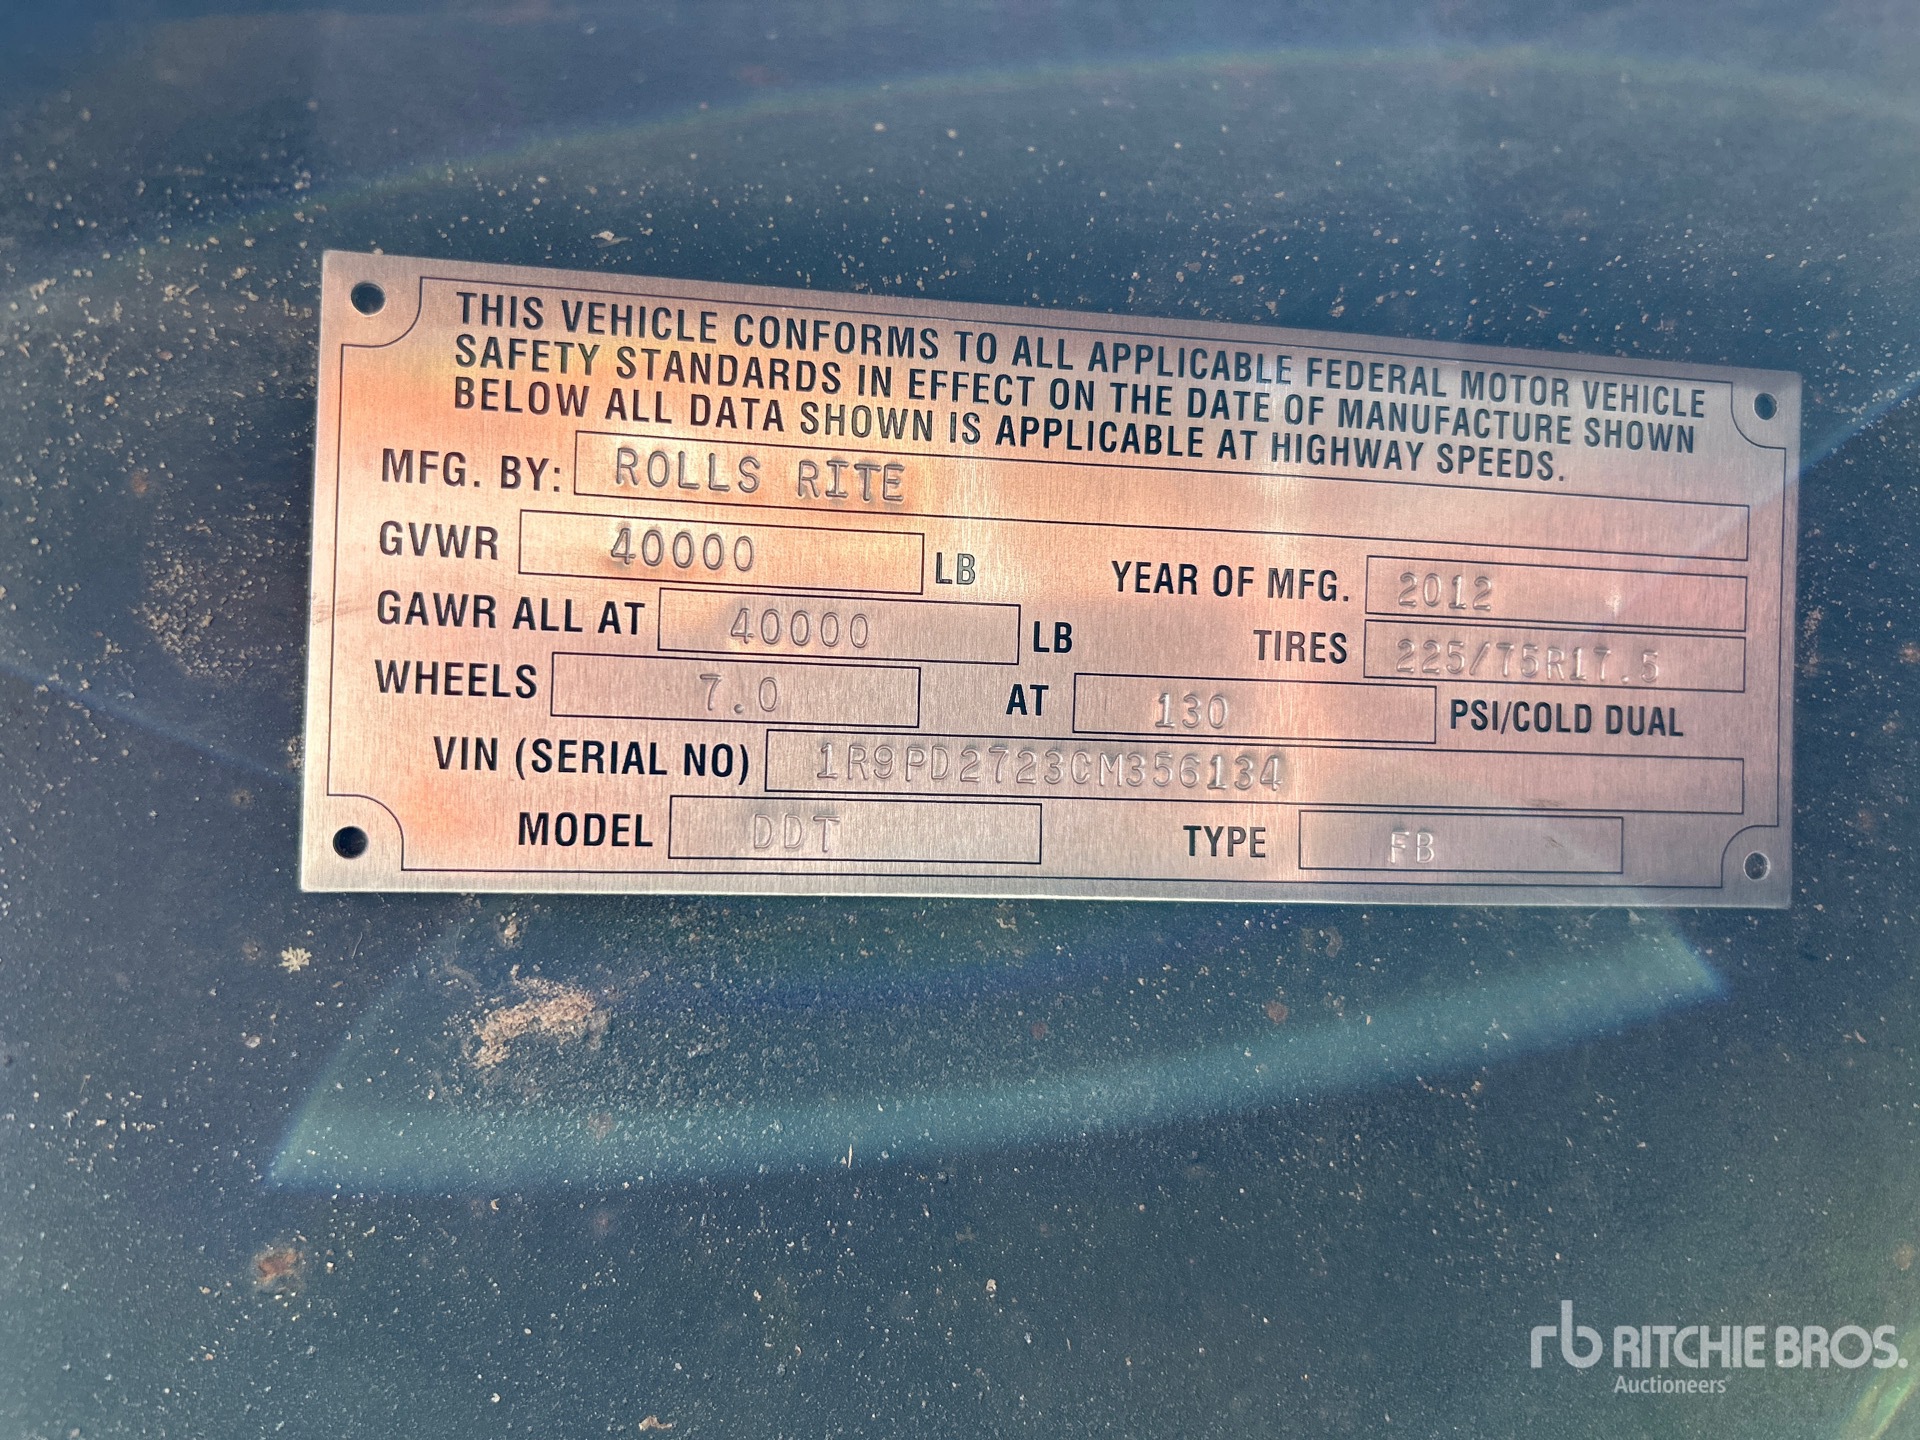 THIS VEHICLE CONFORMS TO ALL APPLICABLE FEDERAL MOTOR VEHICLE
SAFETY STANDARDS IN EFFECT ON THE DATE OF MANUFACTURE SHOWN
BELOW ALL DATA SHOWN IS APPLICABLE AT HIGHWAY SPEEDS.
MFG. BY: ROLLS RITE
GVWR 40000 LB YEAR OF MFG. 2012
GAWR ALL AT 40000 LB TIRES 225/75R17.5
WHEELS 7.0 AT 130 PSI/COLD DUAL
VIN (SERIAL NO) 1R9PD2723CM356134
MODEL DDT TYPE FB
rb RITCHIE BROS.
Auctioneers